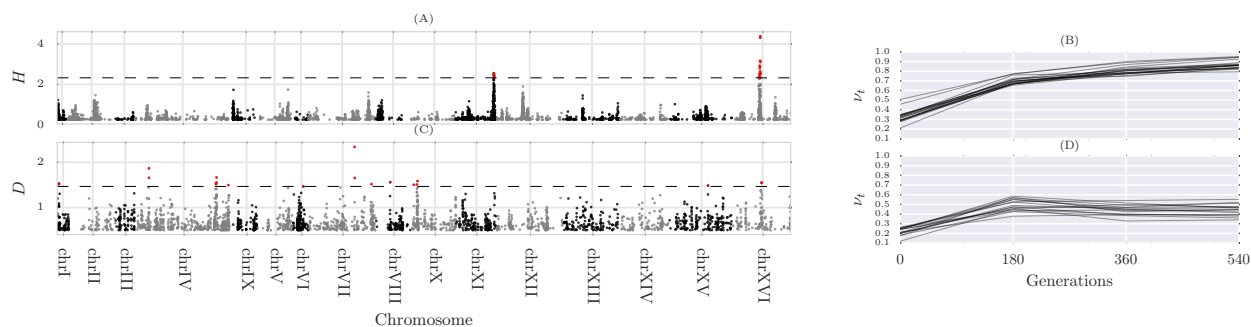 (A)
4
2
0
H
(C)
2
1
D
chrI
chrII
chrIII
chrIV
chrIX
chrV
chrVI
chrVII
chrVIII
chrX
chrXI
chrXII
chrXIII
chrXIV
chrXV
chrXVI
Chromosome
(B)
1.0
0.9
0.8
0.7
0.6
0.5
0.4
0.3
0.2
0.1
νt
(D)
1.0
0.9
0.8
0.7
0.6
0.5
0.4
0.3
0.2
0.1
νt
0 180 360 540
Generations